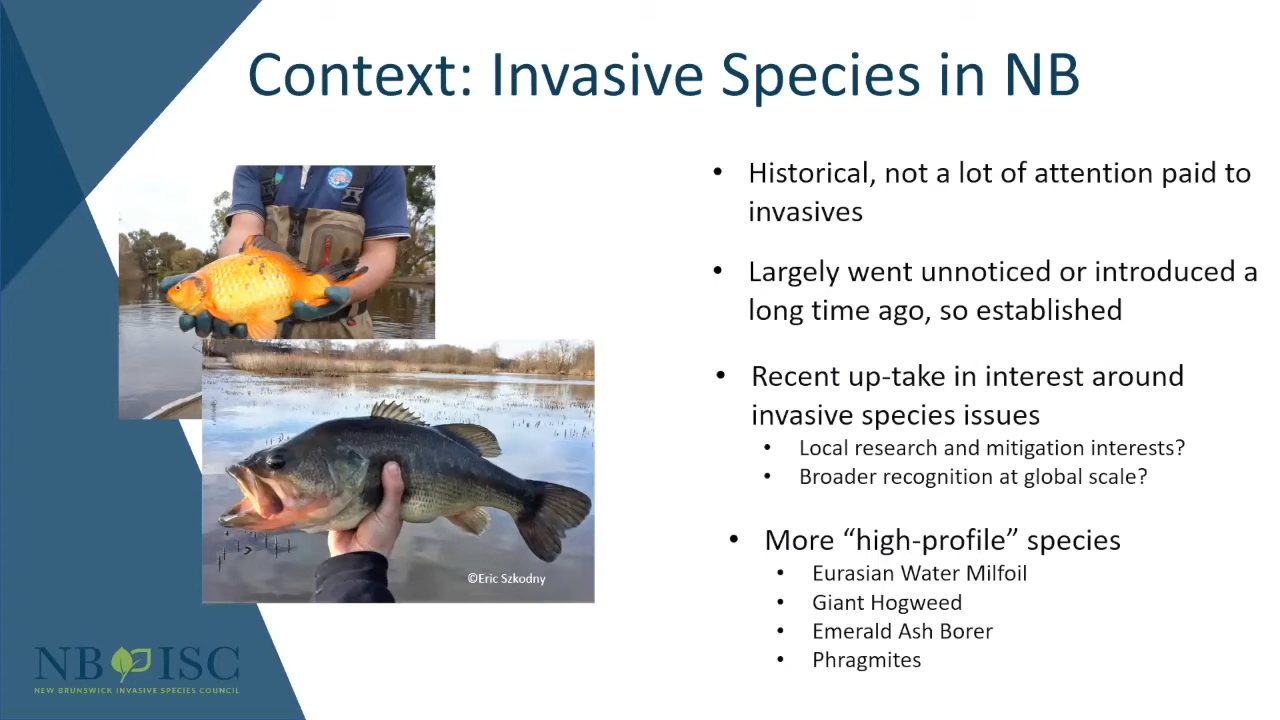 Context: Invasive Species in NB
• Historical, not a lot of attention paid to
invasives
• Largely went unnoticed or introduced a
long time ago, so established
• Recent up-take in interest around
invasive species issues
• Local research and mitigation interests?
• Broader recognition at global scale?
• More “high-profile” species
• Eurasian Water Milfoil
• Giant Hogweed
• Emerald Ash Borer
• Phragmites
©Eric Szkodny
NB ISC
NEW BRUNSWICK INVASIVE SPECIES COUNCIL